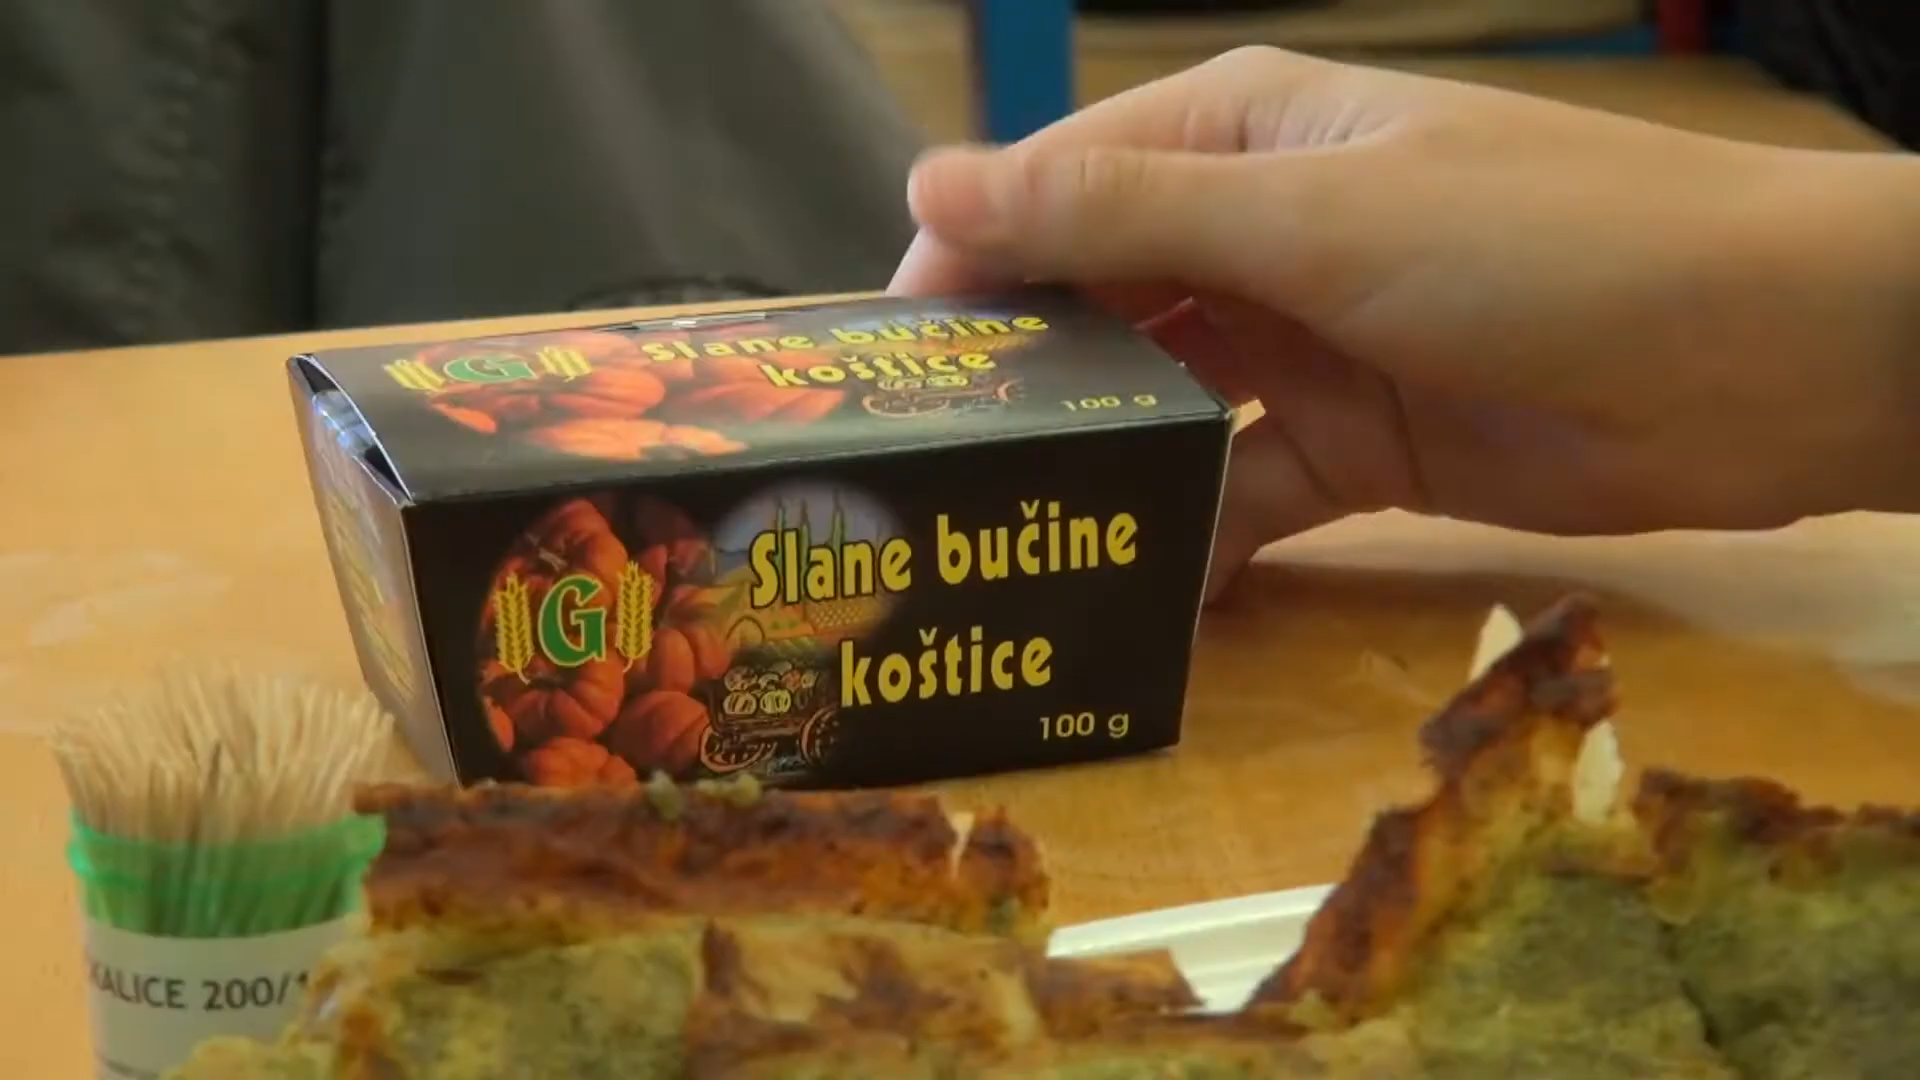 G
Slane bučine
koštice
100 g
G
Slane bučine
koštice
100 g
KALICE 200/1